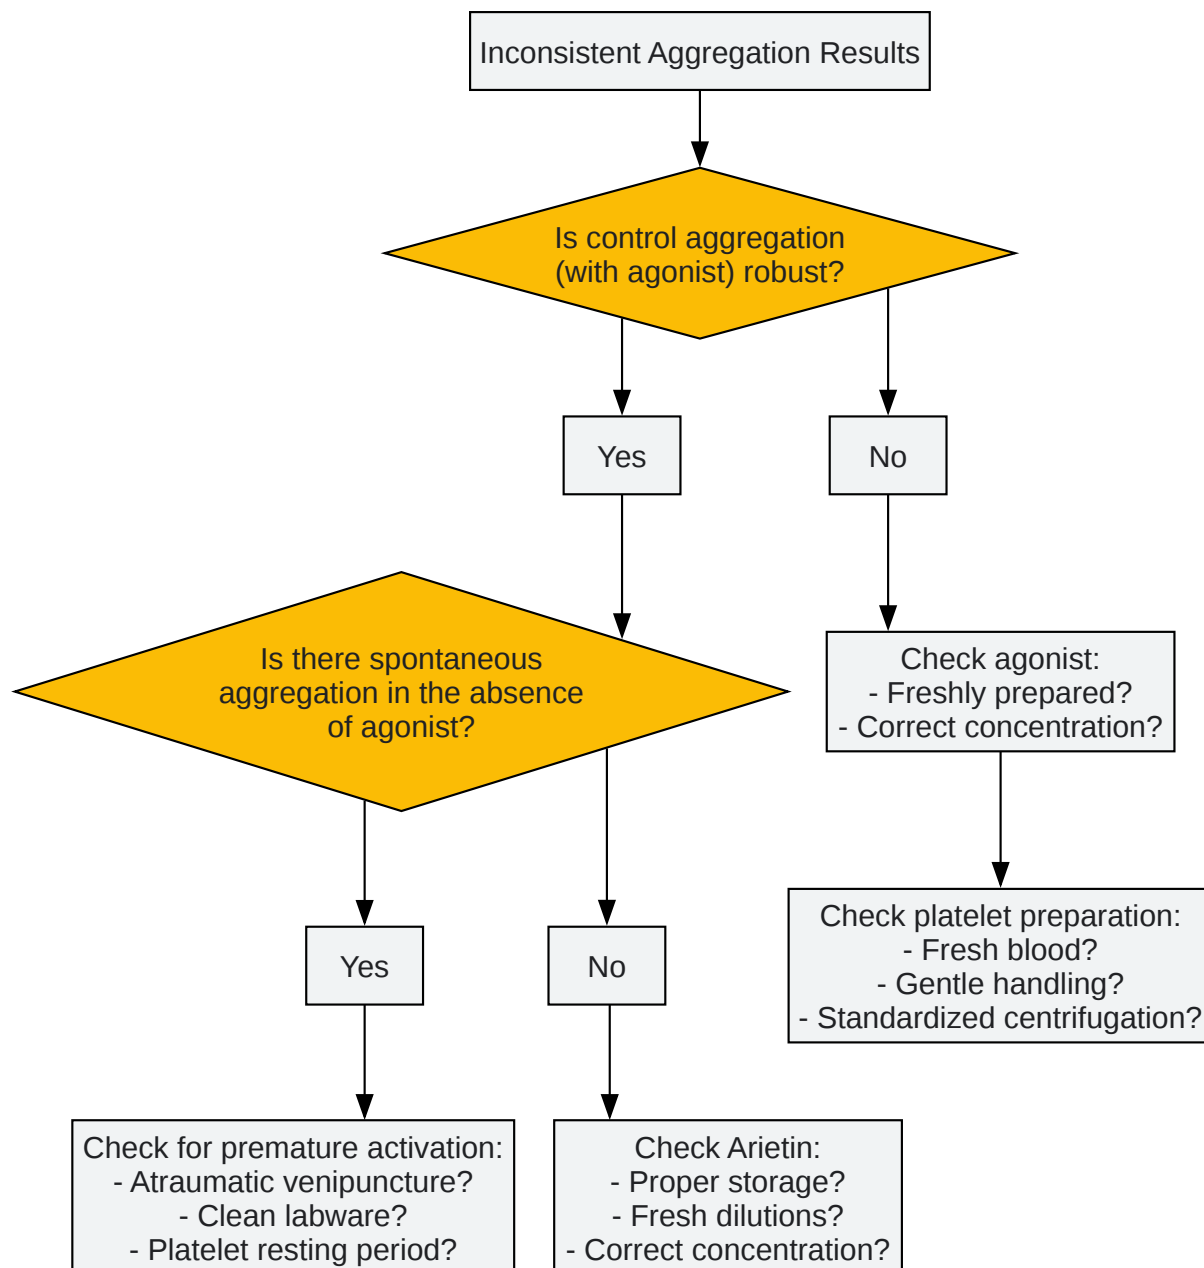 Inconsistent Aggregation Results
Is control aggregation
(with agonist) robust?
Yes
No
Is there spontaneous
aggregation in the absence
of agonist?
Check agonist:
- Freshly prepared?
- Correct concentration?
Check platelet preparation:
- Fresh blood?
- Gentle handling?
- Standardized centrifugation?
Yes
No
Check for premature activation:
- Atraumatic venipuncture?
- Clean labware?
- Platelet resting period?
Check Arietin:
- Proper storage?
- Fresh dilutions?
- Correct concentration?